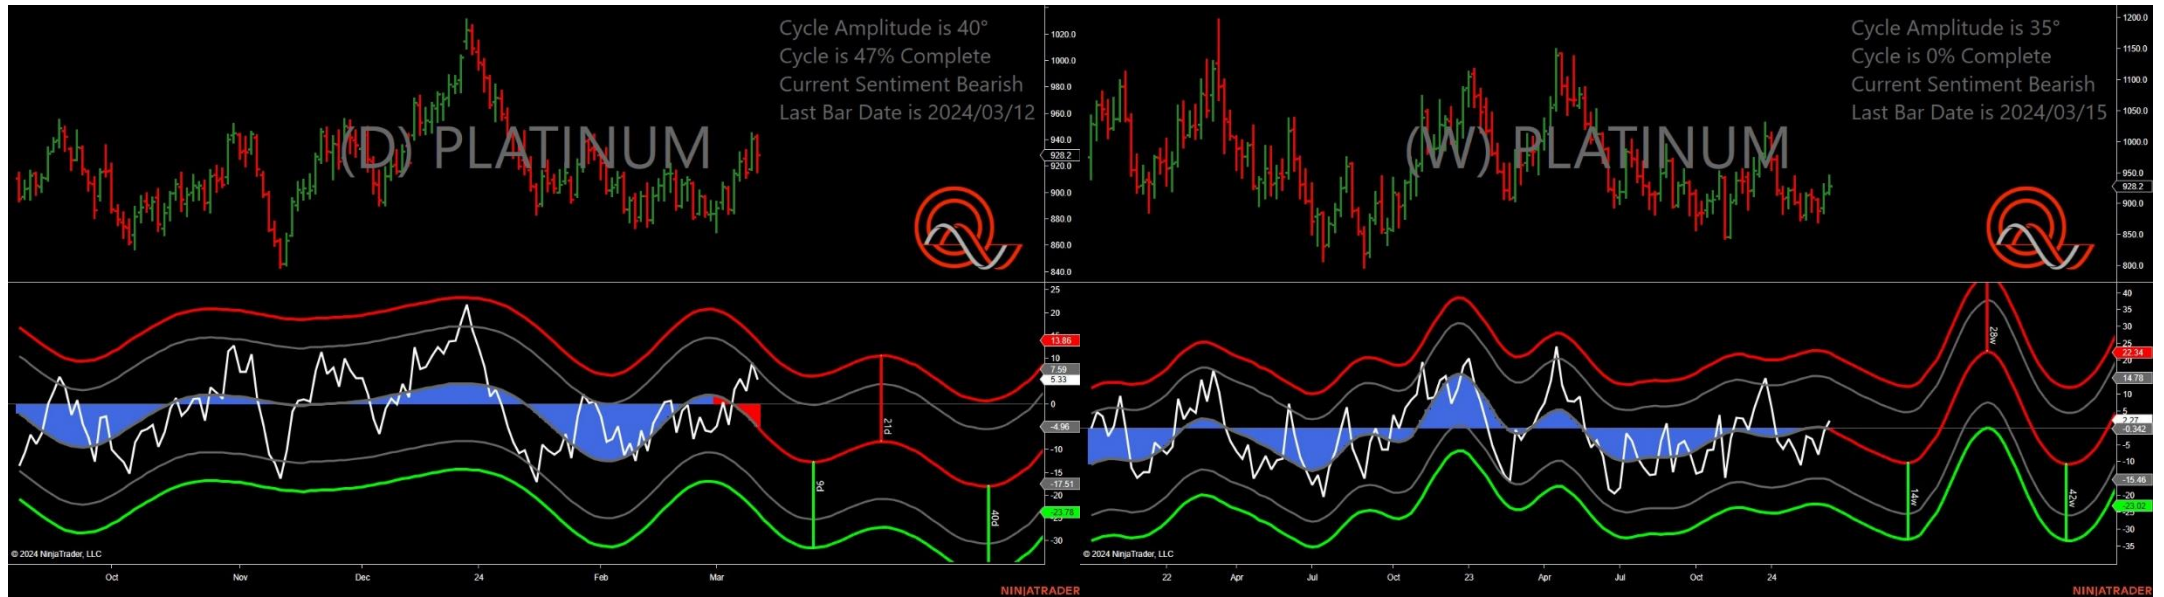 Cycle Amplitude is 40°
Cycle is 47% Complete
Current Sentiment Bearish
Last Bar Date is 2024/03/12
(D) PLATINUM
1020.0
1000.0
980.0
960.0
940.0
928.2
920.0
900.0
880.0
860.0
840.0
25
20
13.86
10
7.59
5.33
0
-4.96
-10
-15
-17.51
-20
-23.78
-30
9d
21d
40d
© 2024 NinjaTrader, LLC
Oct
Nov
Dec
24
Feb
Mar
NINJATRADER
Cycle Amplitude is 35°
Cycle is 0% Complete
Current Sentiment Bearish
Last Bar Date is 2024/03/15
(W) PLATINUM
1200.0
1150.0
1100.0
1050.0
1000.0
950.0
928.2
900.0
850.0
800.0
40
35
30
25
22.34
20
14.78
10
5
2.27
-0.342
-5
-10
-15.46
-20
-23.02
-30
-35
14w
28w
42w
© 2024 NinjaTrader, LLC
22
Apr
Jul
Oct
23
Apr
Jul
Oct
24
NINJATRADER